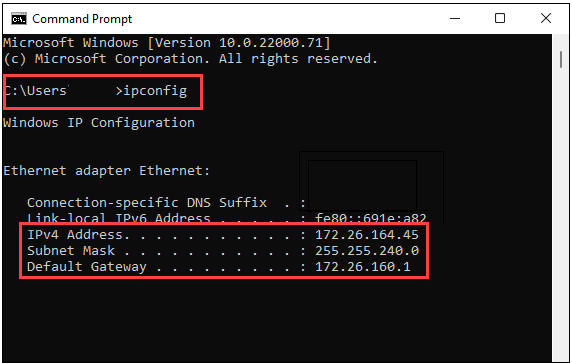 Command Prompt
Microsoft Windows [Version 10.0.22000.71]
(c) Microsoft Corporation. All rights reserved.
C:\Users      >ipconfig
Windows IP Configuration
Ethernet adapter Ethernet:
Connection-specific DNS Suffix  . :
Link-local IPv6 Address . . . . . : fe80::691e:a82
IPv4 Address. . . . . . . . . . . : 172.26.164.45
Subnet Mask . . . . . . . . . . . : 255.255.240.0
Default Gateway . . . . . . . . . : 172.26.160.1